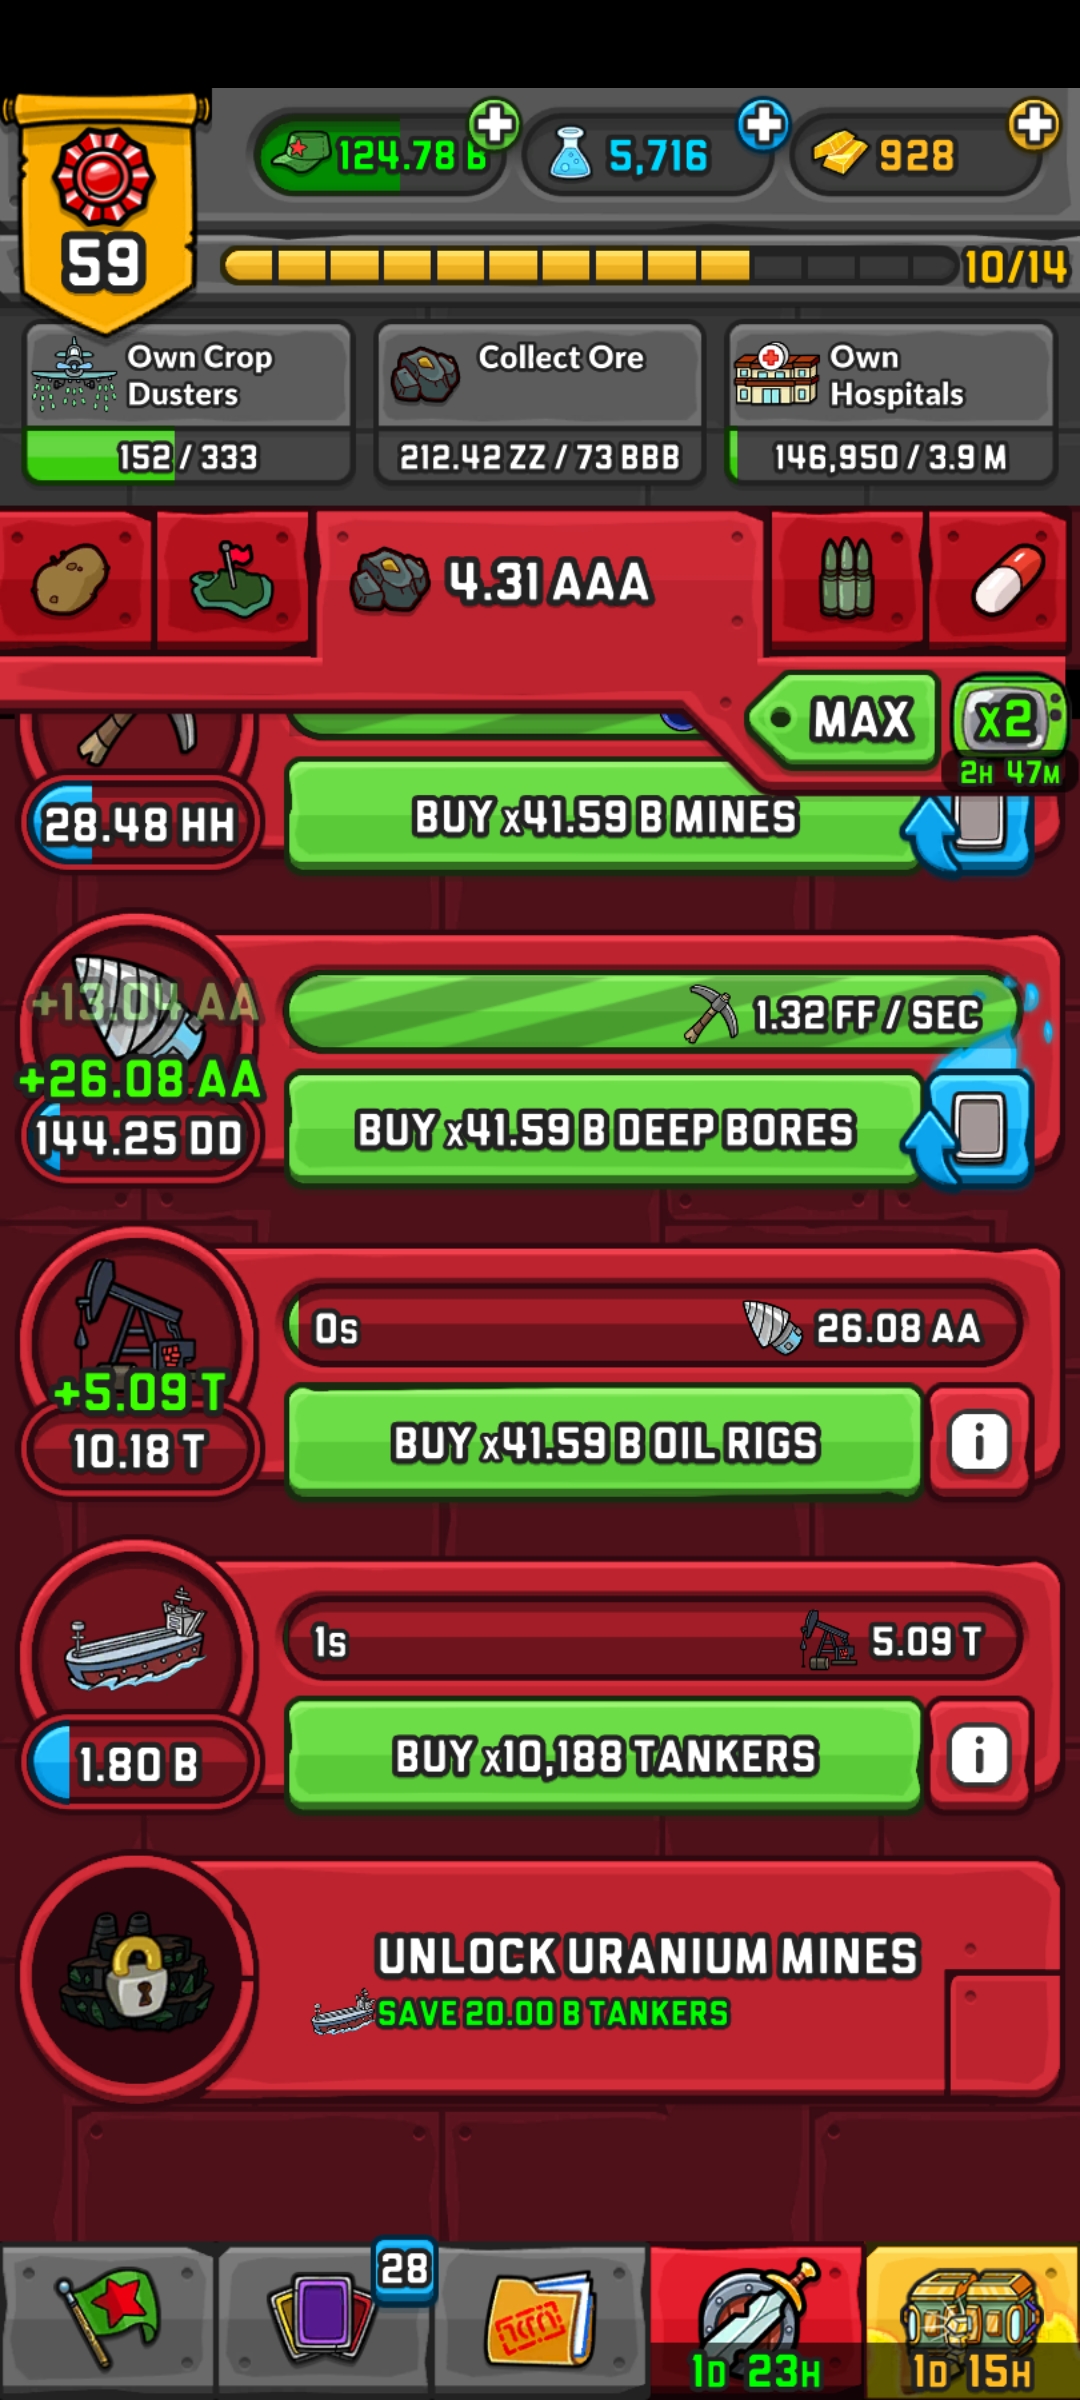 124.78 B
5,716
928
59
10/14
Own Crop
Dusters
152 / 333
Collect Ore
212.42 ZZ / 73 BBB
Own
Hospitals
146,950 / 3.9 M
4.31 AAA
MAX
x2
2H 47M
28.48 HH
BUY x41.59 B MINES
+13.04 AA
+26.08 AA
144.25 DD
1.32 FF / SEC
BUY x41.59 B DEEP BORES
+5.09 T
10.18 T
0s
26.08 AA
BUY x41.59 B OIL RIGS
1s
5.09 T
1.80 B
BUY x10,188 TANKERS
UNLOCK URANIUM MINES
SAVE 20.00 B TANKERS
28
1D 23H
1D 15H